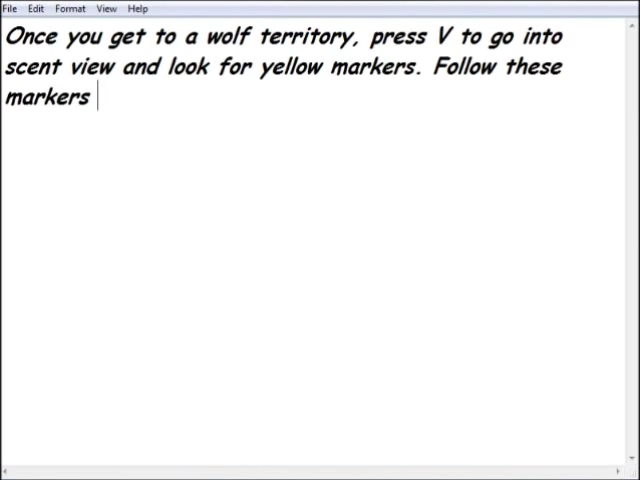 File Edit Format View Help
Once you get to a wolf territory, press V to go into
scent view and look for yellow markers. Follow these
markers